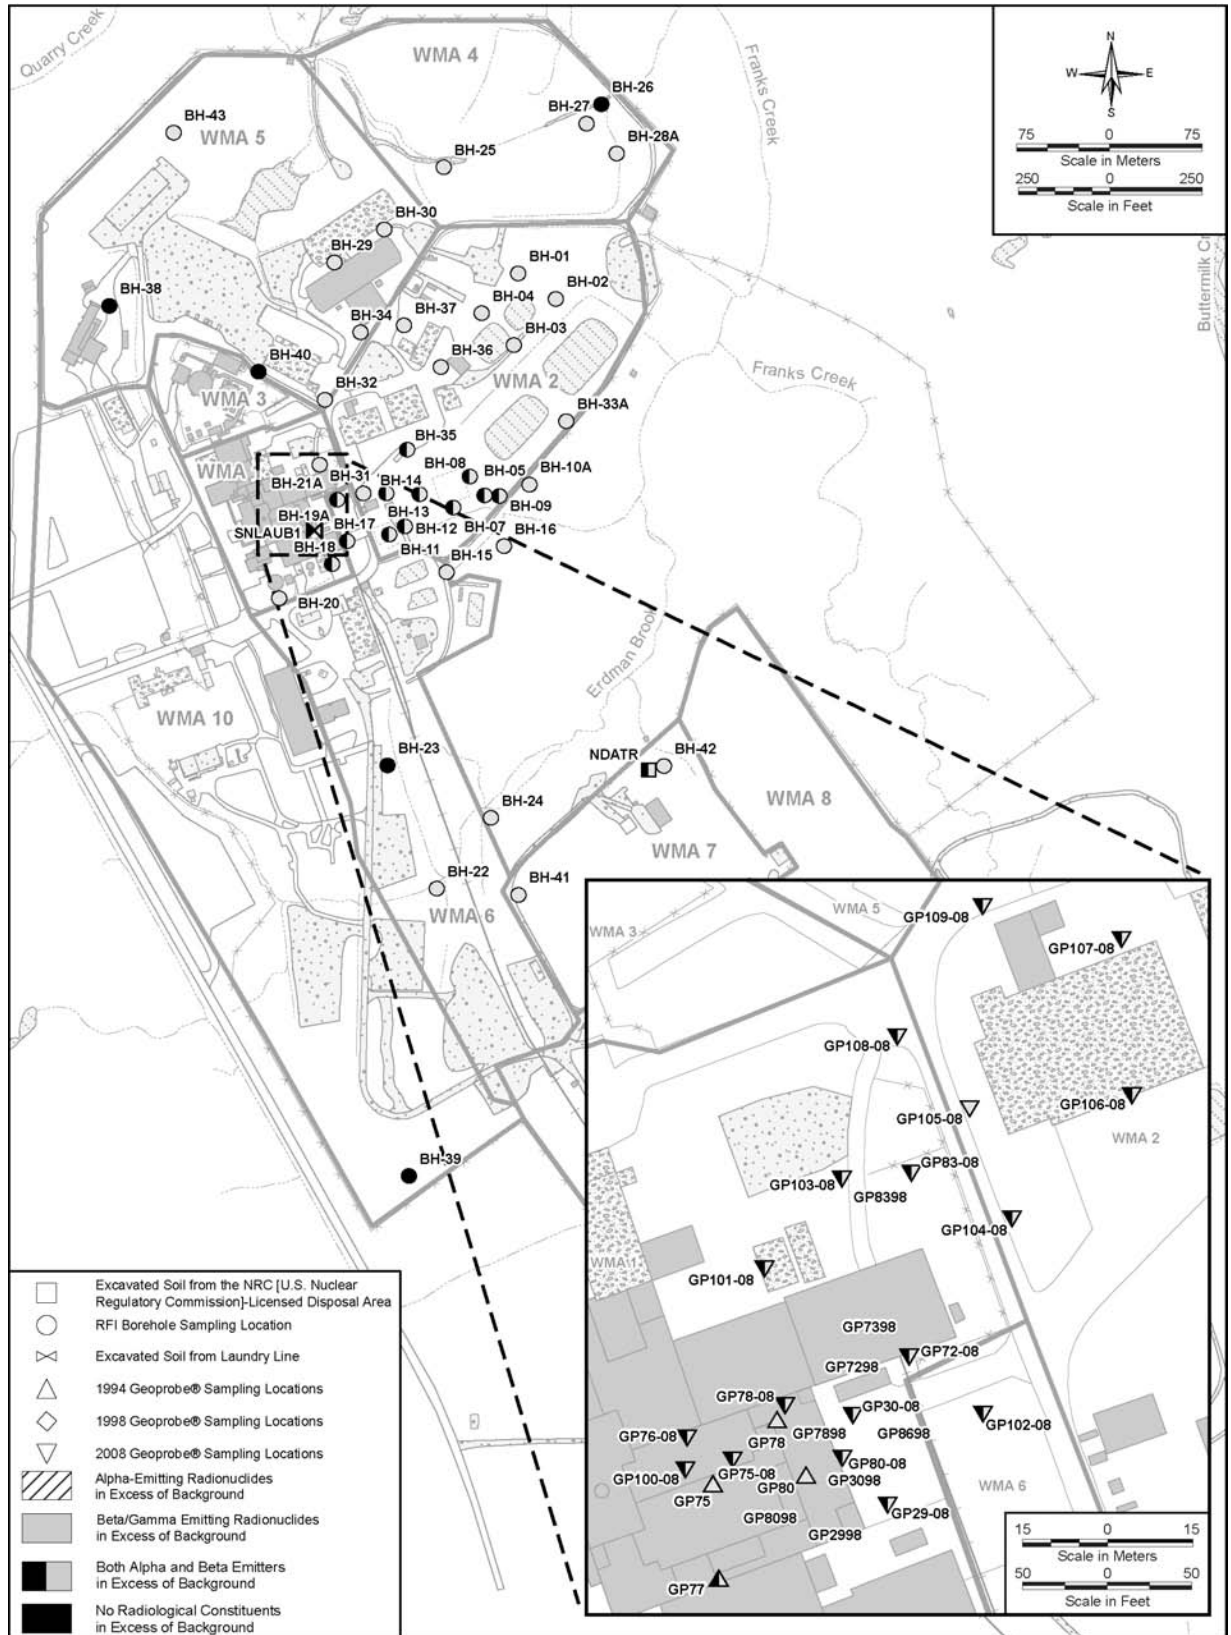 Quarry Creek
WMA 4
Franks Creek
N
W
E
S
75
0
75
Scale in Meters
250
0
250
Scale in Feet
BH-26
BH-27
BH-43
WMA 5
BH-28A
BH-25
BH-30
BH-29
BH-01
BH-02
BH-04
BH-38
BH-37
BH-34
BH-03
BH-36
BH-40
WMA 2
Franks Creek
WMA 3
BH-32
BH-33A
BH-35
WMA
BH-08
BH-05
BH-10A
BH-31
BH-14
BH-21A
BH-09
BH-19A
BH-13
SNLAUB1
BH-17
BH-12
BH-07
BH-16
BH-18
BH-11
BH-15
BH-20
Erdman Brook
WMA 10
BH-23
NDATR
BH-42
WMA 8
BH-24
WMA 7
BH-22
BH-41
WMA 6
BH-39
WMA 5
GP109-08
WMA 3
GP107-08
GP108-08
GP105-08
GP106-08
WMA 2
GP83-08
GP103-08
GP8398
GP104-08
WMA 1
GP101-08
GP7398
GP72-08
GP7298
GP78-08
GP30-08
GP102-08
GP76-08
GP78
GP7898
GP8698
GP100-08
GP75-08
GP80-08
GP80
GP3098
GP75
WMA 6
GP8098
GP29-08
GP2998
GP77
15
0
15
Scale in Meters
50
0
50
Scale in Feet
Excavated Soil from the NRC [U.S. Nuclear
Regulatory Commission]-Licensed Disposal Area
RFI Borehole Sampling Location
Excavated Soil from Laundry Line
1994 Geoprobe® Sampling Locations
1998 Geoprobe® Sampling Locations
2008 Geoprobe® Sampling Locations
Alpha-Emitting Radionuclides
in Excess of Background
Beta/Gamma Emitting Radionuclides
in Excess of Background
Both Alpha and Beta Emitters
in Excess of Background
No Radiological Constituents
in Excess of Background